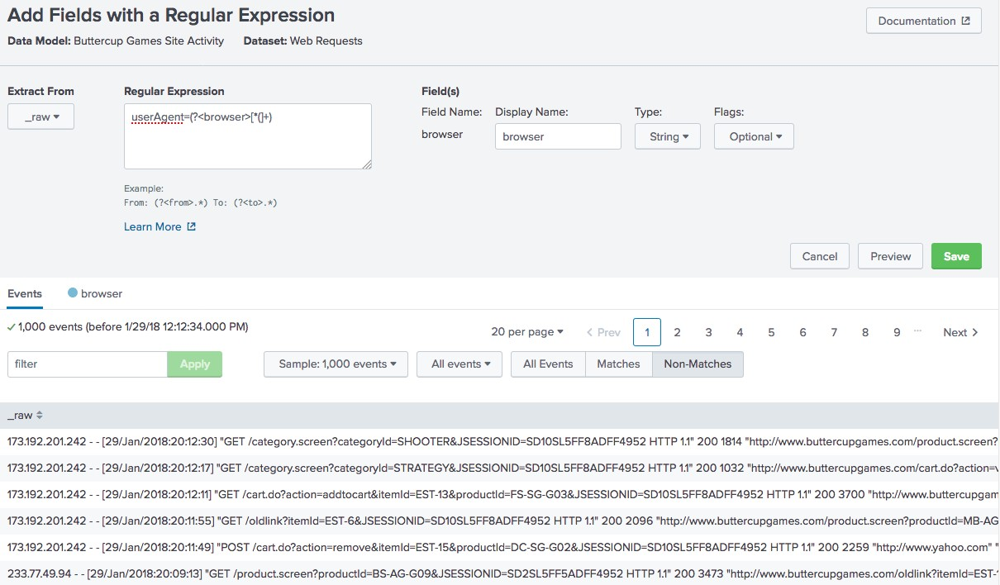 Add Fields with a Regular Expression
Documentation
Data Model: Buttercup Games Site Activity Dataset: Web Requests
Extract From
_raw
Regular Expression
userAgent=(?<browser>[*(]+)
Example:
From: (?<from>.*) To: (?<to>.*)
Learn More
Field(s)
Field Name: Display Name: Type: Flags:
browser browser String Optional
Cancel Preview Save
Events browser
1,000 events (before 1/29/18 12:12:34.000 PM)
20 per page Prev 1 2 3 4 5 6 7 8 9 ... Next
filter Apply Sample: 1,000 events All events All Events Matches Non-Matches
_raw
173.192.201.242 - - [29/Jan/2018:20:12:30] "GET /category.screen?categoryId=SHOOTER&JSESSIONID=SD10SL5FF8ADFF4952 HTTP 1.1" 200 1814 "http://www.buttercupgames.com/product.screen?
173.192.201.242 - - [29/Jan/2018:20:12:17] "GET /category.screen?categoryId=STRATEGY&JSESSIONID=SD10SL5FF8ADFF4952 HTTP 1.1" 200 1032 "http://www.buttercupgames.com/cart.do?action=v
173.192.201.242 - - [29/Jan/2018:20:12:11] "GET /cart.do?action=addtocart&itemId=EST-13&productId=FS-SG-G03&JSESSIONID=SD10SL5FF8ADFF4952 HTTP 1.1" 200 3700 "http://www.buttercupgam
173.192.201.242 - - [29/Jan/2018:20:11:55] "GET /oldlink?itemId=EST-6&JSESSIONID=SD10SL5FF8ADFF4952 HTTP 1.1" 200 2096 "http://www.buttercupgames.com/product.screen?productId=MB-AG
173.192.201.242 - - [29/Jan/2018:20:11:49] "POST /cart.do?action=remove&itemId=EST-15&productId=DC-SG-G02&JSESSIONID=SD10SL5FF8ADFF4952 HTTP 1.1" 200 2259 "http://www.yahoo.com" "
233.77.49.94 - - [29/Jan/2018:20:09:13] "GET /product.screen?productId=BS-AG-G09&JSESSIONID=SD2SL5FF5ADFF4952 HTTP 1.1" 200 3473 "http://www.buttercupgames.com/oldlink?itemId=EST-